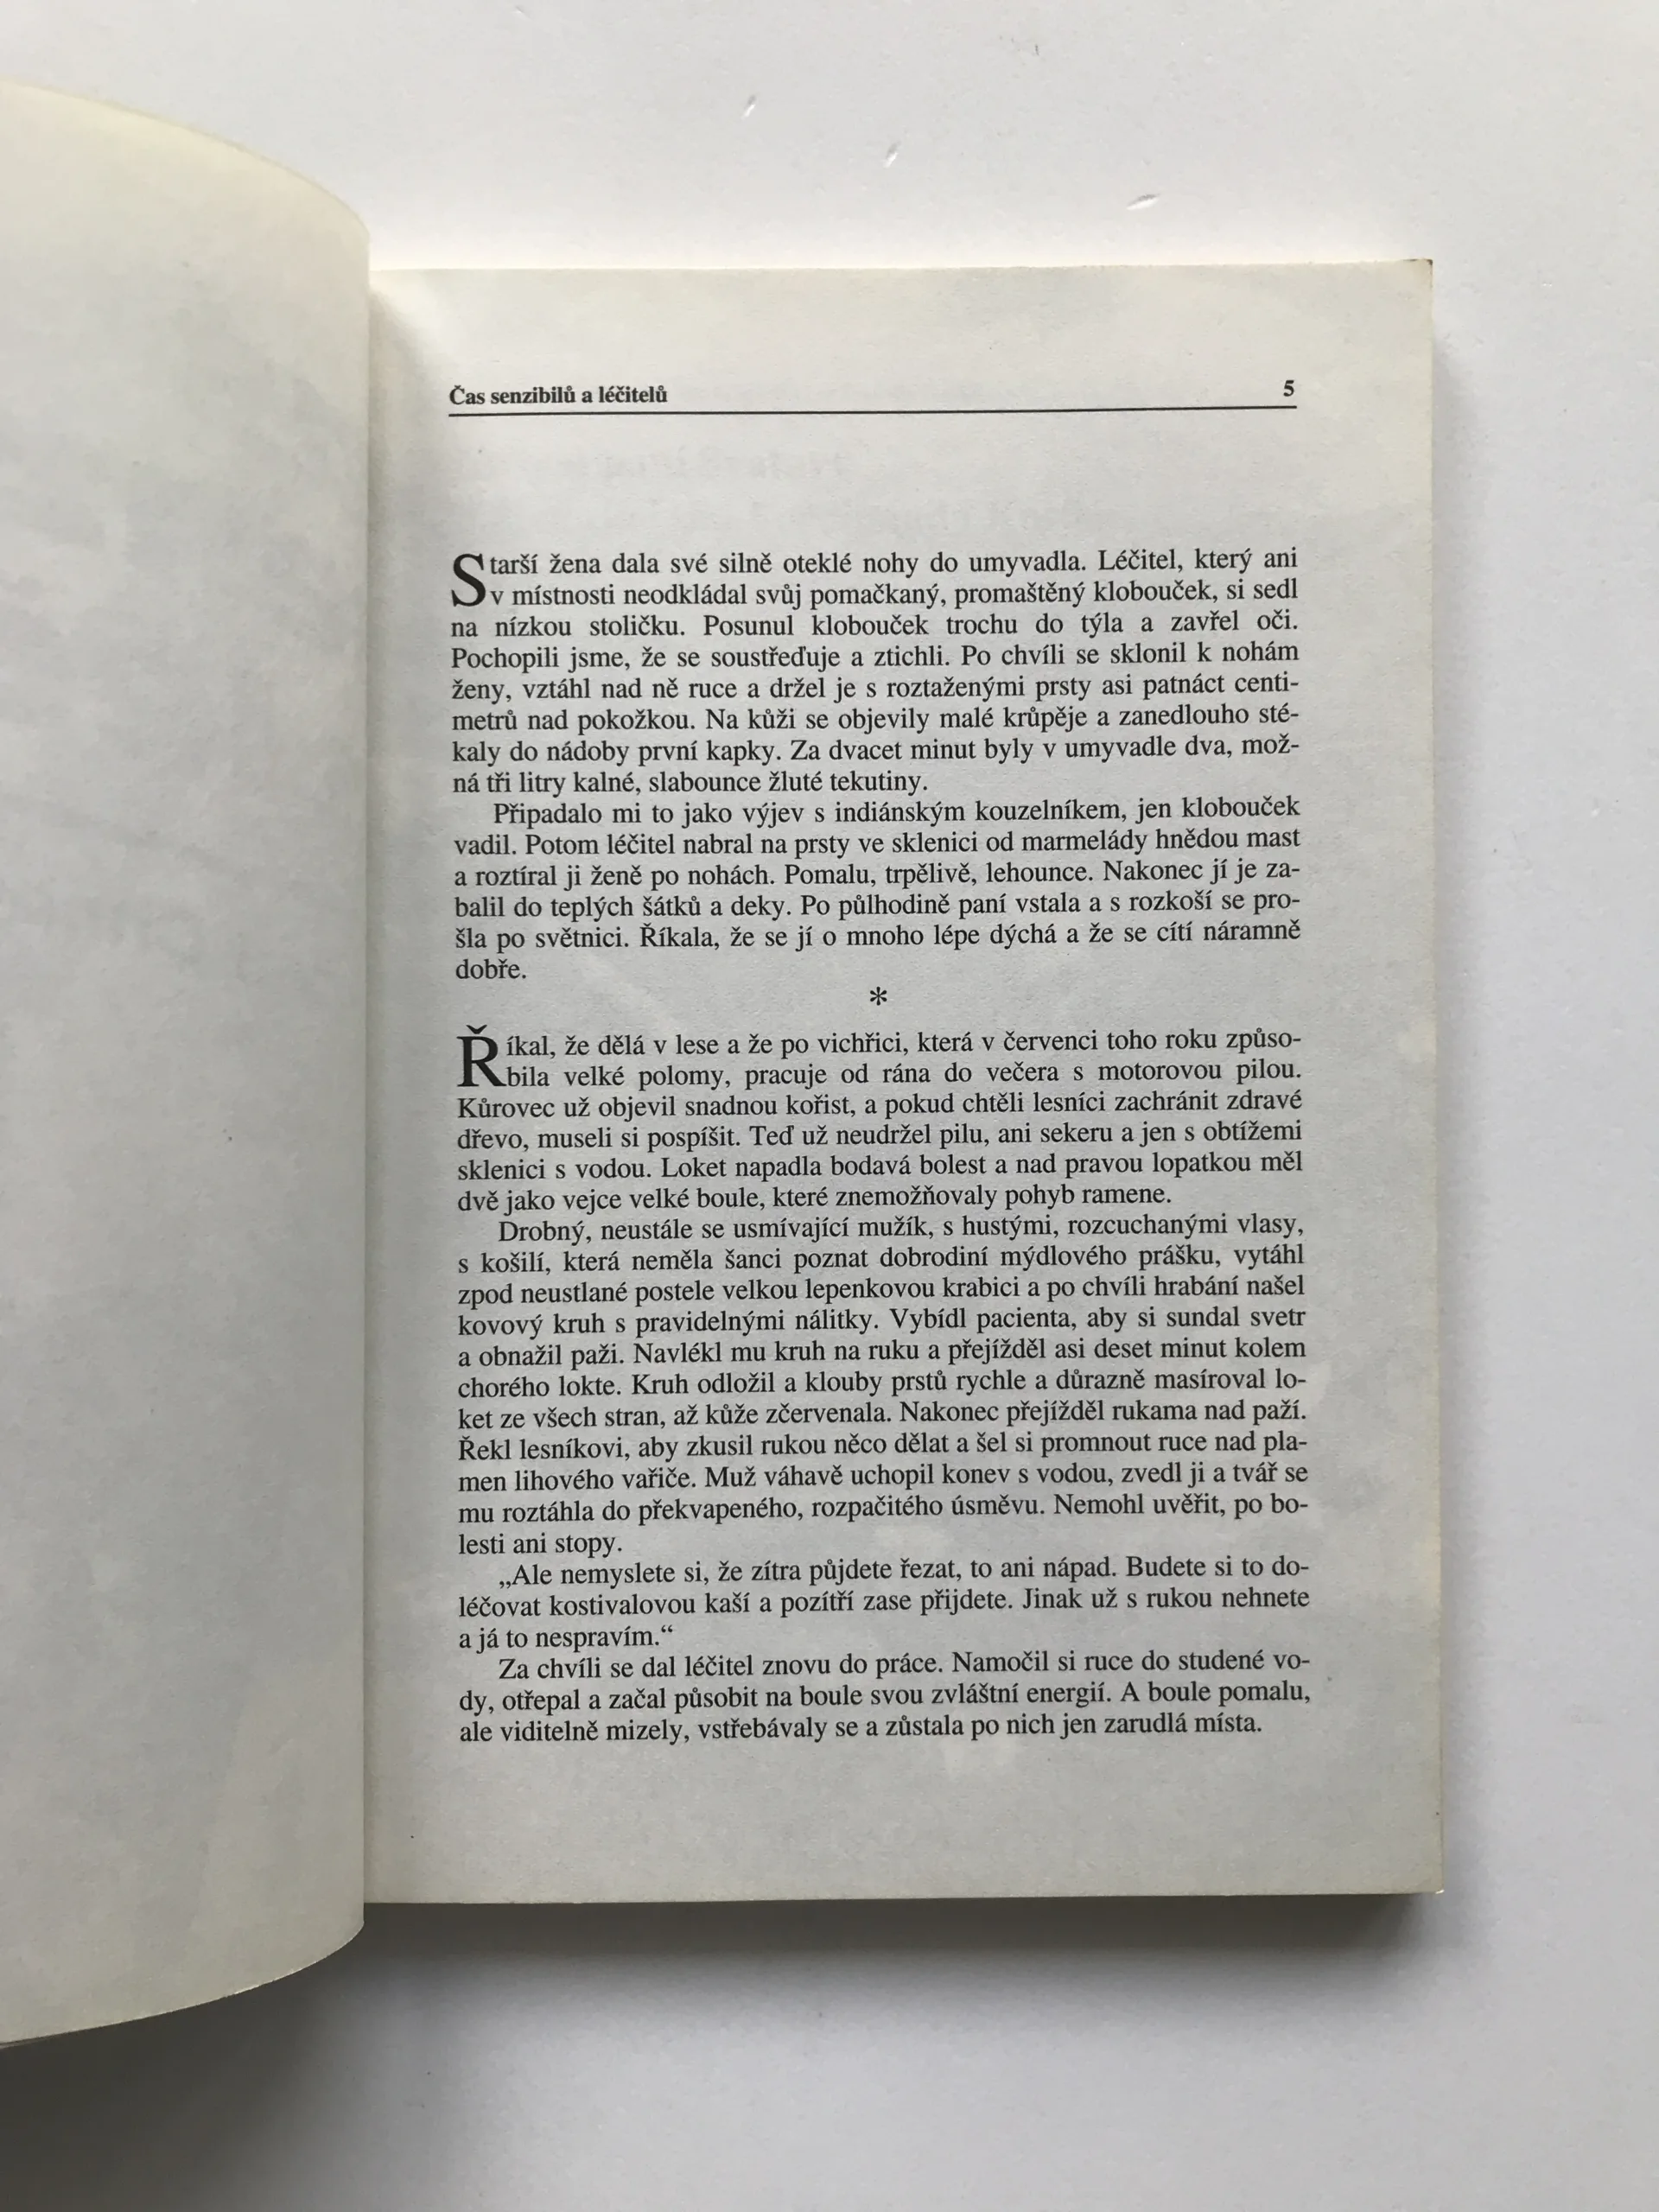 Čas senzibilů a léčitelů 5
Starší žena dala své silně oteklé nohy do umyvadla. Léčitel, který ani
v místnosti neodkládal svůj pomačkaný, promaštěný klobouček, si sedl
na nízkou stoličku. Posunul klobouček trochu do týla a zavřel oči.
Pochopili jsme, že se soustřeďuje a ztichli. Po chvíli se sklonil k nohám
ženy, vztáhl nad ně ruce a držel je s roztaženými prsty asi patnáct centi-
metrů nad pokožkou. Na kůži se objevily malé krůpěje a zanedlouho sté-
kaly do nádoby první kapky. Za dvacet minut byly v umyvadle dva, mož-
ná tři litry kalné, slabounce žluté tekutiny.
Připadalo mi to jako výjev s indiánským kouzelníkem, jen klobouček
vadil. Potom léčitel nabral na prsty ve sklenici od marmelády hnědou mast
a roztíral ji ženě po nohách. Pomalu, trpělivě, lehounce. Nakonec jí je za-
balil do teplých šátků a deky. Po půlhodině paní vstala a s rozkoší se pro-
šla po světnici. Říkala, že se jí o mnoho lépe dýchá a že se cítí náramně
dobře.
*
Říkal, že dělá v lese a že po vichřici, která v červenci toho roku způso-
bila velké polomy, pracuje od rána do večera s motorovou pilou.
Kůrovec už objevil snadnou kořist, a pokud chtěli lesníci zachránit zdravé
dřevo, museli si pospíšit. Teď už neudržel pilu, ani sekeru a jen s obtížemi
sklenici s vodou. Loket napadla bodavá bolest a nad pravou lopatkou měl
dvě jako vejce velké boule, které znemožňovaly pohyb ramene.
Drobný, neustále se usmívající mužík, s hustými, rozcuchanými vlasy,
s košilí, která neměla šanci poznat dobrodiní mýdlového prášku, vytáhl
zpod neustlané postele velkou lepenkovou krabici a po chvíli hrabání našel
kovový kruh s pravidelnými nálitky. Vybídl pacienta, aby si sundal svetr
a obnažil paži. Navlékl mu kruh na ruku a přejížděl asi deset minut kolem
chorého lokte. Kruh odložil a klouby prstů rychle a důrazně masíroval lo-
ket ze všech stran, až kůže zčervenala. Nakonec přejížděl rukama nad paží.
Řekl lesníkovi, aby zkusil rukou něco dělat a šel si promnout ruce nad pla-
men lihového vařiče. Muž váhavě uchopil konev s vodou, zvedl ji a tvář se
mu roztáhla do překvapeného, rozpačitého úsměvu. Nemohl uvěřit, po bo-
lesti ani stopy.
„Ale nemyslete si, že zítra půjdete řezat, to ani nápad. Budete si to do-
léčovat kostivalovou kaší a pozítří zase přijdete. Jinak už s rukou nehnete
a já to nespravím.“
Za chvíli se dal léčitel znovu do práce. Namočil si ruce do studené vo-
dy, otřepal a začal působit na boule svou zvláštní energií. A boule pomalu,
ale viditelně mizely, vstřebávaly se a zůstala po nich jen zarudlá místa.